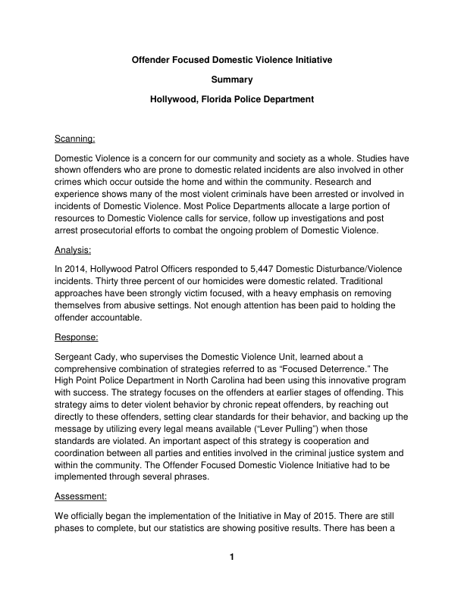 Offender Focused Domestic Violence Initiative
Summary
Hollywood, Florida Police Department
Scanning:
Domestic Violence is a concern for our community and society as a whole. Studies have
shown offenders who are prone to domestic related incidents are also involved in other
crimes which occur outside the home and within the community. Research and
experience shows many of the most violent criminals have been arrested or involved in
incidents of Domestic Violence. Most Police Departments allocate a large portion of
resources to Domestic Violence calls for service, follow up investigations and post
arrest prosecutorial efforts to combat the ongoing problem of Domestic Violence.
Analysis:
In 2014, Hollywood Patrol Officers responded to 5,447 Domestic Disturbance/Violence
incidents. Thirty three percent of our homicides were domestic related. Traditional
approaches have been strongly victim focused, with a heavy emphasis on removing
themselves from abusive settings. Not enough attention has been paid to holding the
offender accountable.
Response:
Sergeant Cady, who supervises the Domestic Violence Unit, learned about a
comprehensive combination of strategies referred to as “Focused Deterrence.” The
High Point Police Department in North Carolina had been using this innovative program
with success. The strategy focuses on the offenders at earlier stages of offending. This
strategy aims to deter violent behavior by chronic repeat offenders, by reaching out
directly to these offenders, setting clear standards for their behavior, and backing up the
message by utilizing every legal means available (“Lever Pulling”) when those
standards are violated. An important aspect of this strategy is cooperation and
coordination between all parties and entities involved in the criminal justice system and
within the community. The Offender Focused Domestic Violence Initiative had to be
implemented through several phrases.
Assessment:
We officially began the implementation of the Initiative in May of 2015. There are still
phases to complete, but our statistics are showing positive results. There has been a
1